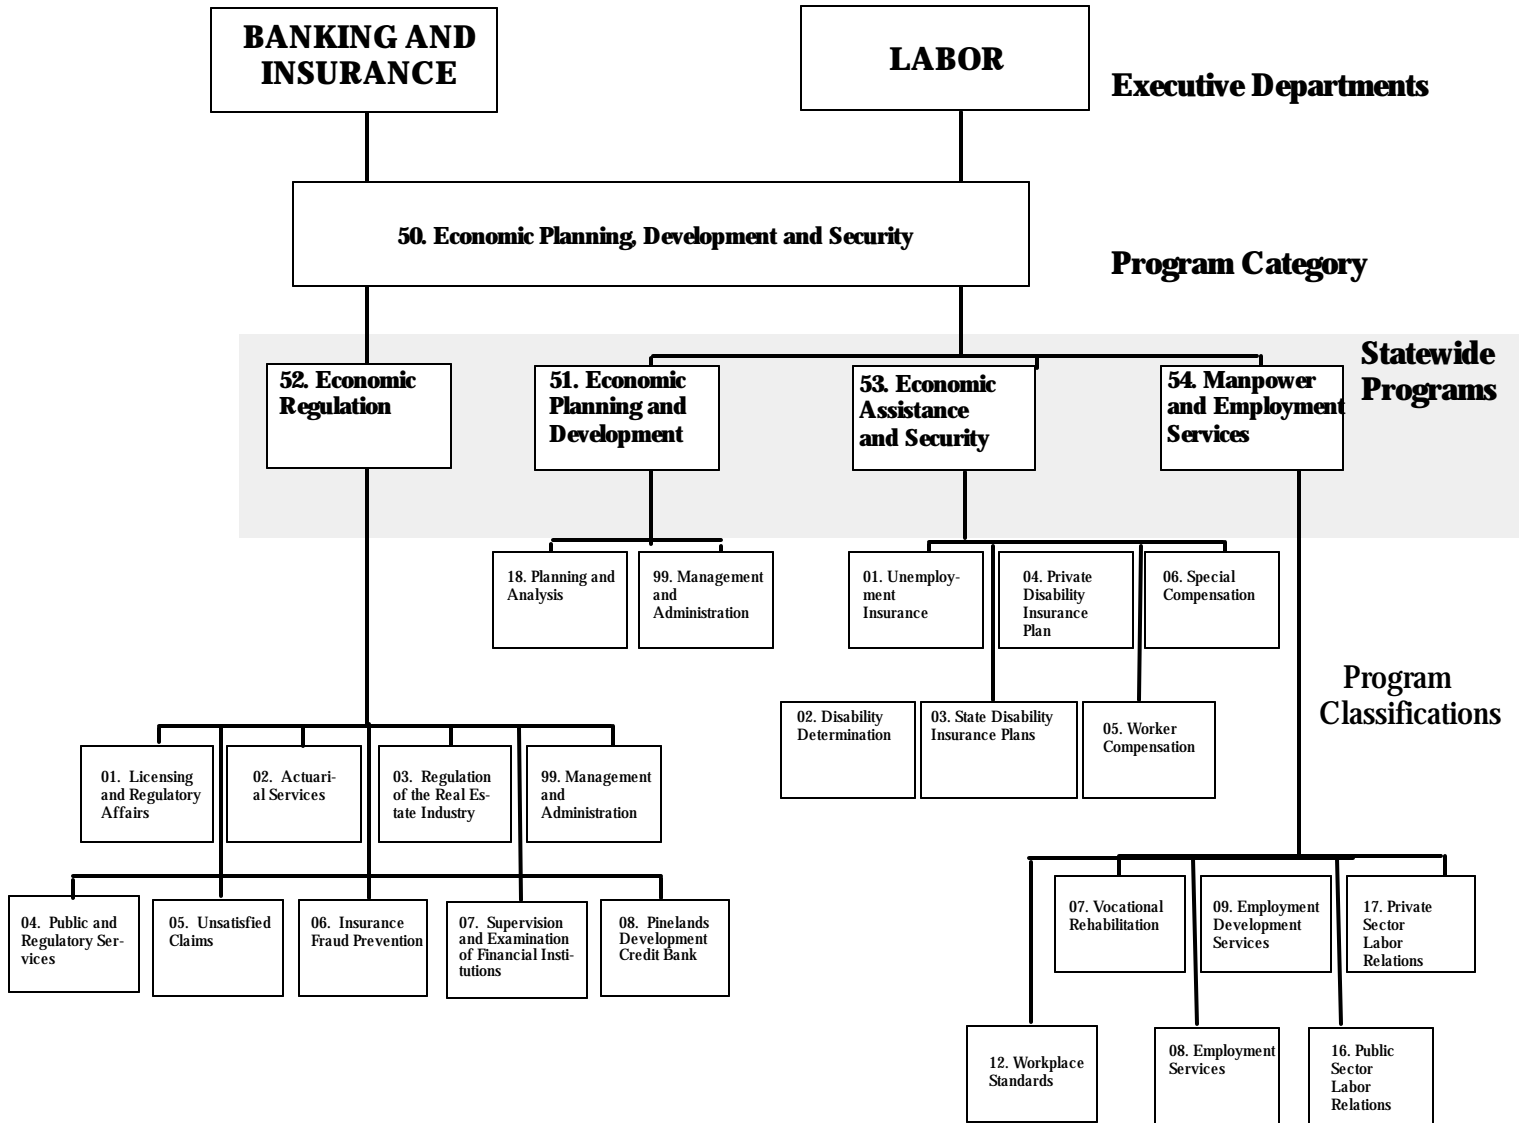 BANKING AND
INSURANCE
LABOR
Executive Departments
50. Economic Planning, Development and Security
Program Category
Statewide
Programs
52. Economic
Regulation
51. Economic
Planning and
Development
53. Economic
Assistance
and Security
54. Manpower
and Employment
Services
18. Planning and
Analysis
99. Management
and
Administration
01. Unemploy-
ment
Insurance
04. Private
Disability
Insurance
Plan
06. Special
Compensation
Program
Classifications
02. Disability
Determination
03. State Disability
Insurance Plans
05. Worker
Compensation
01. Licensing
and Regulatory
Affairs
02. Actuari-
al Services
03. Regulation
of the Real Es-
tate Industry
99. Management
and
Administration
04. Public and
Regulatory Ser-
vices
05. Unsatisfied
Claims
06. Insurance
Fraud Prevention
07. Supervision
and Examination
of Financial Insti-
tutions
08. Pinelands
Development
Credit Bank
07. Vocational
Rehabilitation
09. Employment
Development
Services
17. Private
Sector
Labor
Relations
12. Workplace
Standards
08. Employment
Services
16. Public
Sector
Labor
Relations